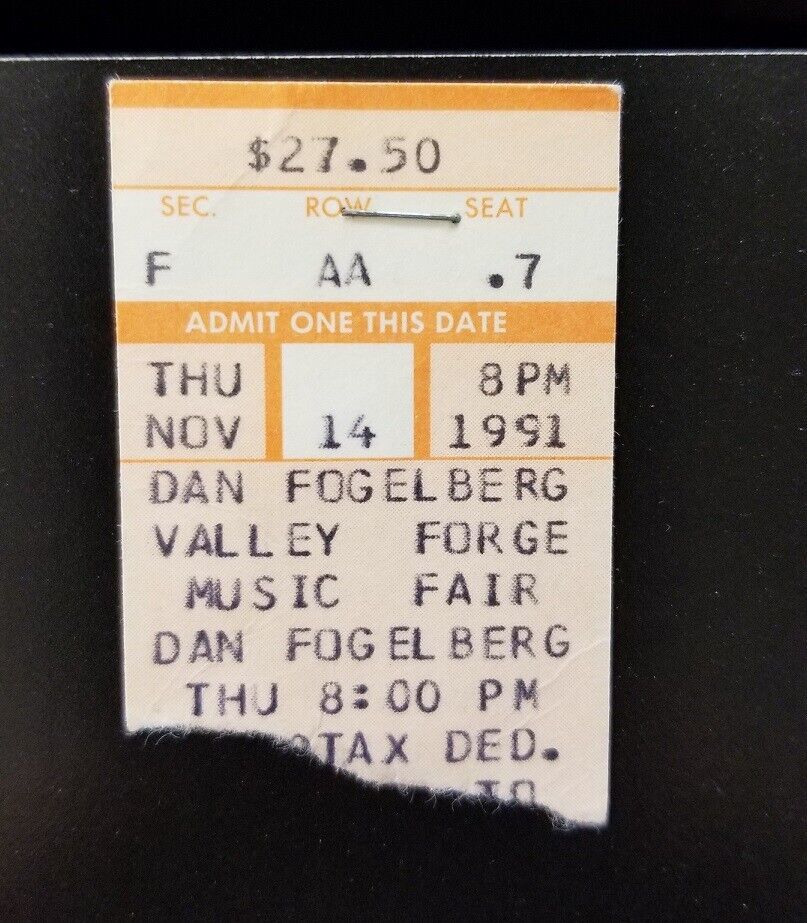 $27.50
SEC. ROW SEAT
F AA .7
ADMIT ONE THIS DATE
THU 8PM
NOV 14 1991
DAN FOGELBERG
VALLEY FORGE
MUSIC FAIR
DAN FOGELBERG
THU 8:00 PM
TAX DED.